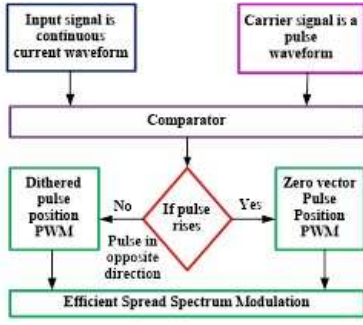 Input signal is
continuous
current waveform
Carrier signal is a
pulse
waveform
Comparator
Dithered
pulse
position
PWM
No
Pulse in
opposite
direction
If pulse
rises
Yes
Zero vector
Pulse
Position
PWM
Efficient Spread Spectrum Modulation